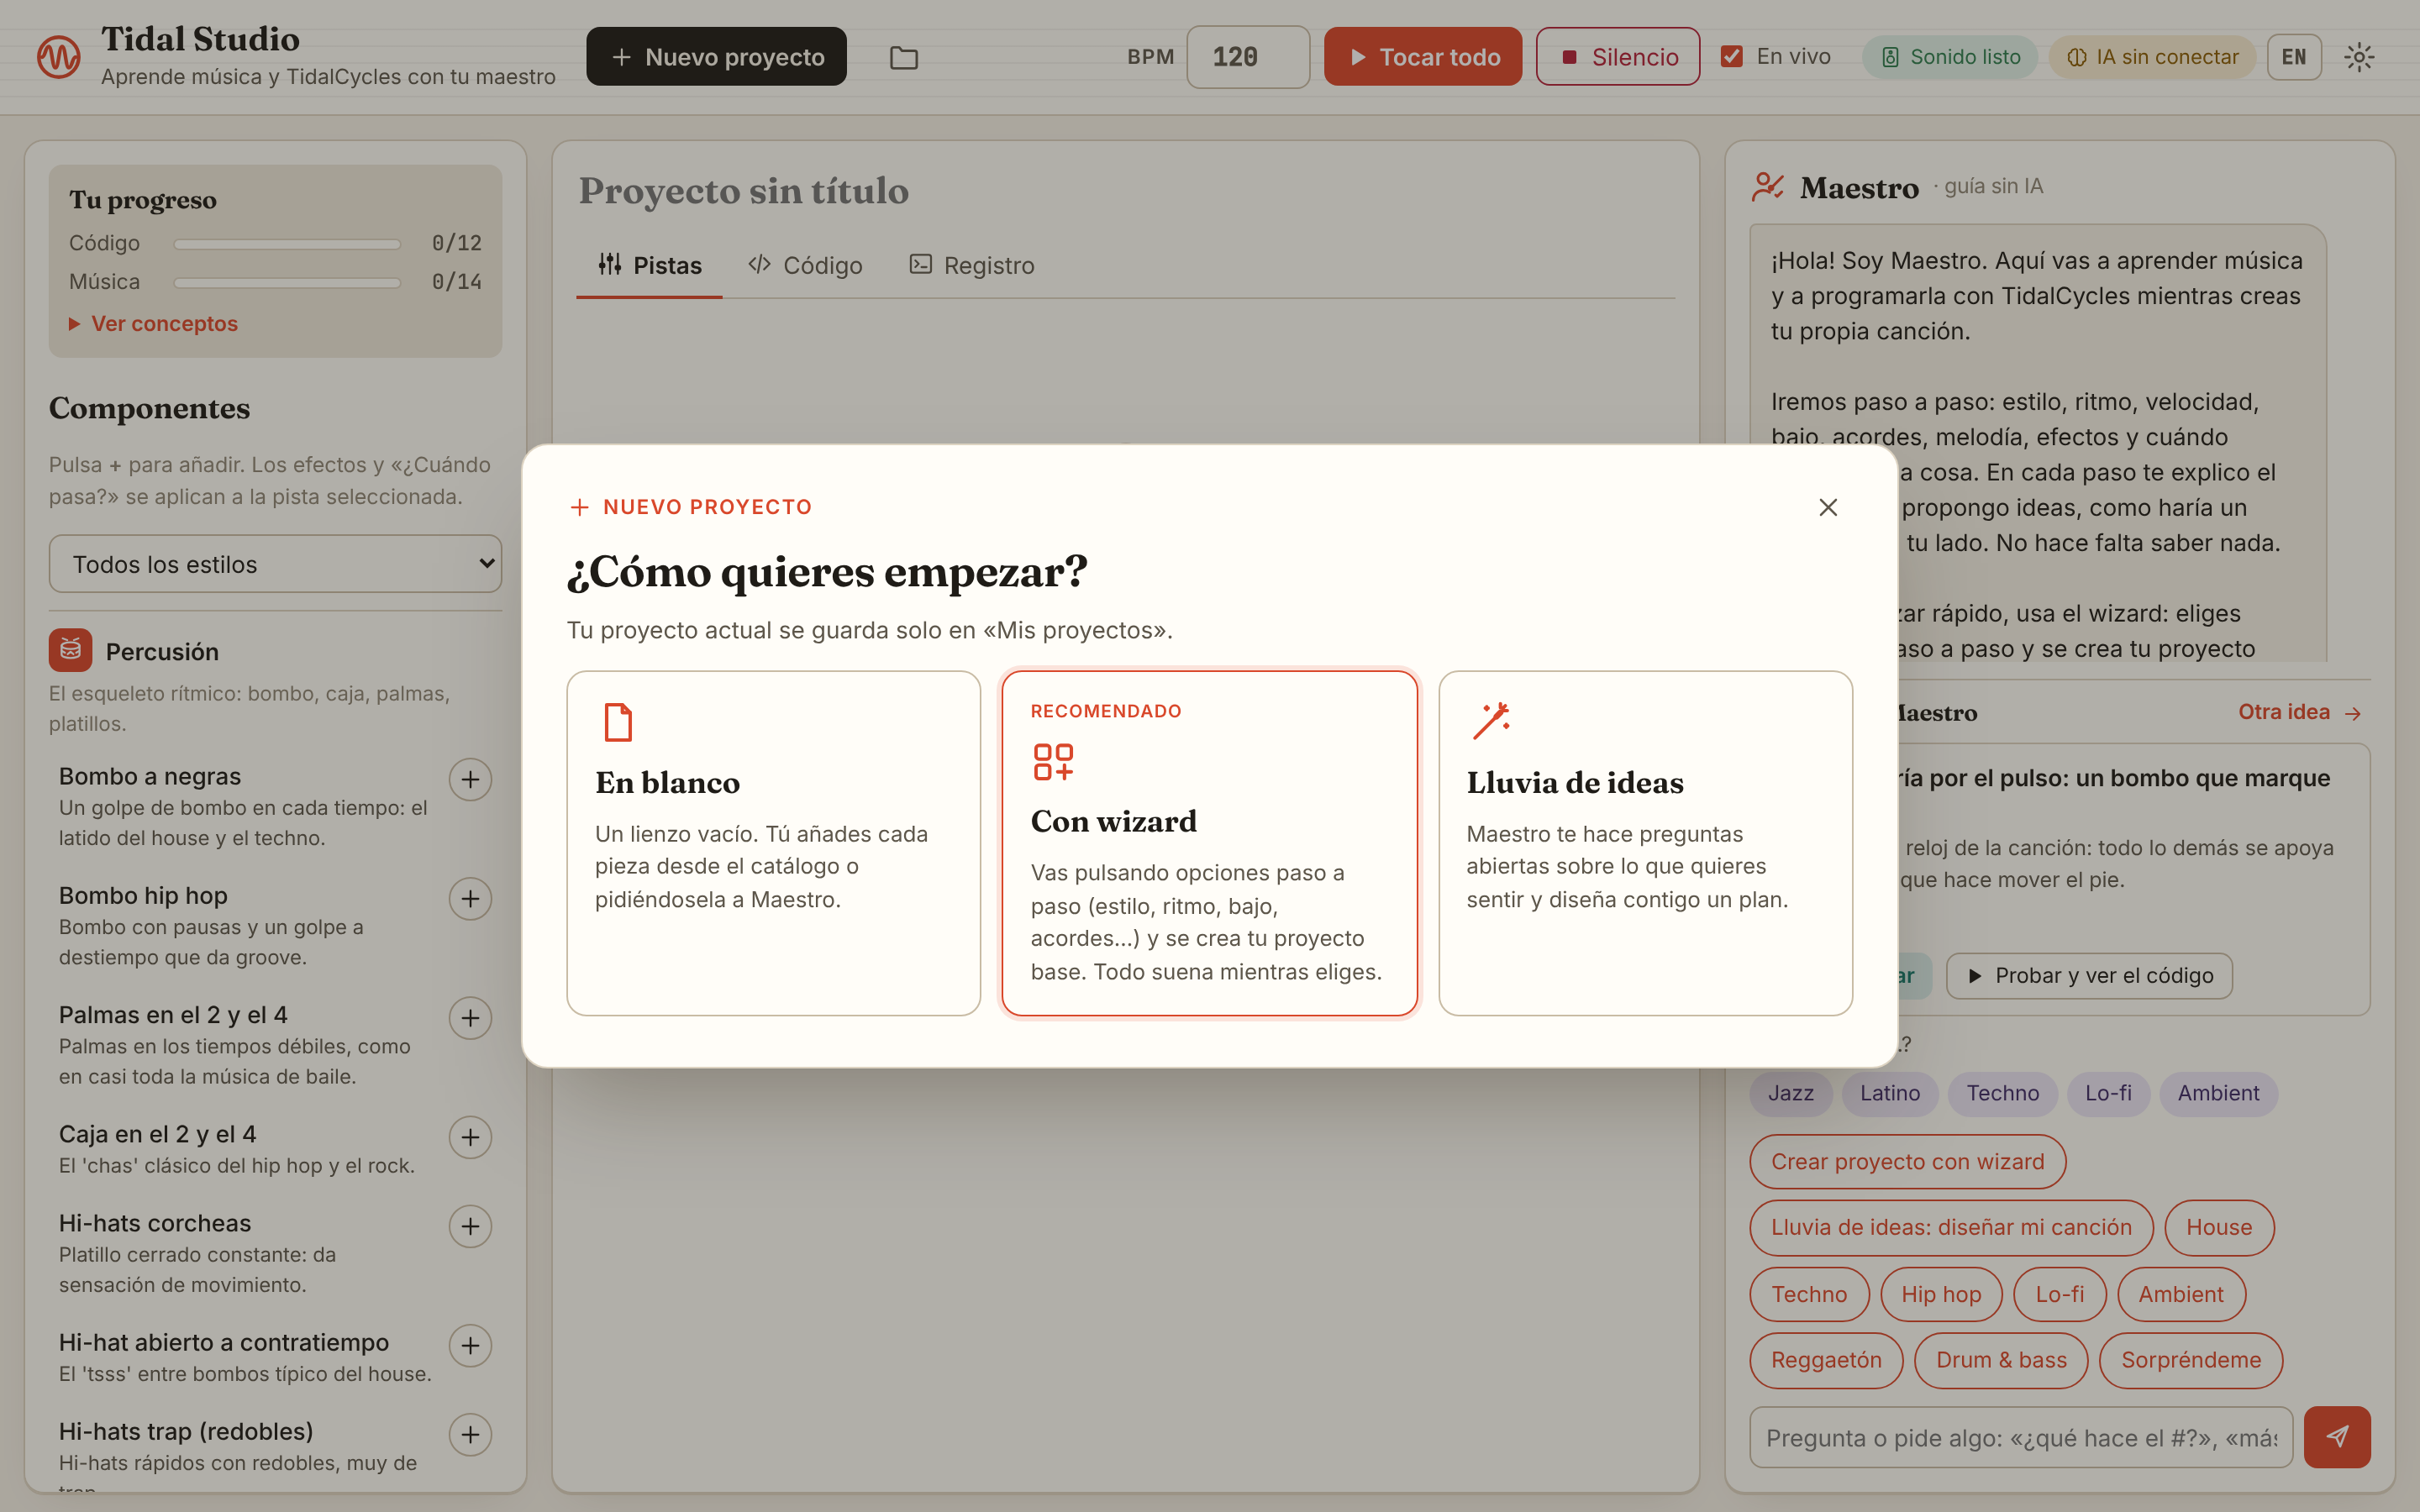 Tidal Studio
Aprende música y TidalCycles con tu maestro
Nuevo proyecto
BPM
120
Tocar todo
Silencio
En vivo
Sonido listo
IA sin conectar
EN
Tu progreso
Código 0/12
Música 0/14
Ver conceptos
Componentes
Pulsa + para añadir. Los efectos y «¿Cuándo
pasa?» se aplican a la pista seleccionada.
Todos los estilos
Percusión
El esqueleto rítmico: bombo, caja, palmas,
platillos.
Bombo a negras
Un golpe de bombo en cada tiempo: el
latido del house y el techno.
Bombo hip hop
Bombo con pausas y un golpe a
destiempo que da groove.
Palmas en el 2 y el 4
Palmas en los tiempos débiles, como
en casi toda la música de baile.
Caja en el 2 y el 4
El 'chas' clásico del hip hop y el rock.
Hi-hats corcheas
Platillo cerrado constante: da
sensación de movimiento.
Hi-hat abierto a contratiempo
El 'tsss' entre bombos típico del house.
Hi-hats trap (redobles)
Hi-hats rápidos con redobles, muy de
Proyecto sin título
Pistas
Código
Registro
NUEVO PROYECTO
¿Cómo quieres empezar?
Tu proyecto actual se guarda solo en «Mis proyectos».
En blanco
Un lienzo vacío. Tú añades cada
pieza desde el catálogo o
pidiéndosela a Maestro.
RECOMENDADO
Con wizard
Vas pulsando opciones paso a
paso (estilo, ritmo, bajo,
acordes...) y se crea tu proyecto
base. Todo suena mientras eliges.
Lluvia de ideas
Maestro te hace preguntas
abiertas sobre lo que quieres
sentir y diseña contigo un plan.
Maestro · guía sin IA
¡Hola! Soy Maestro. Aquí vas a aprender música
y a programarla con TidalCycles mientras creas
tu propia canción.
Iremos paso a paso: estilo, ritmo, velocidad,
bajo, acordes, melodía, efectos y cuándo
a cosa. En cada paso te explico el
propongo ideas, como haría un
tu lado. No hace falta saber nada.
rápido, usa el wizard: eliges
a paso y se crea tu proyecto
Maestro
Otra idea →
por el pulso: un bombo que marque
reloj de la canción: todo lo demás se apoya
que hace mover el pie.
Probar y ver el código
Jazz
Latino
Techno
Lo-fi
Ambient
Crear proyecto con wizard
Lluvia de ideas: diseñar mi canción
House
Techno
Hip hop
Lo-fi
Ambient
Reggaetón
Drum & bass
Sorpréndeme
Pregunta o pide algo: «¿qué hace el #?», «más